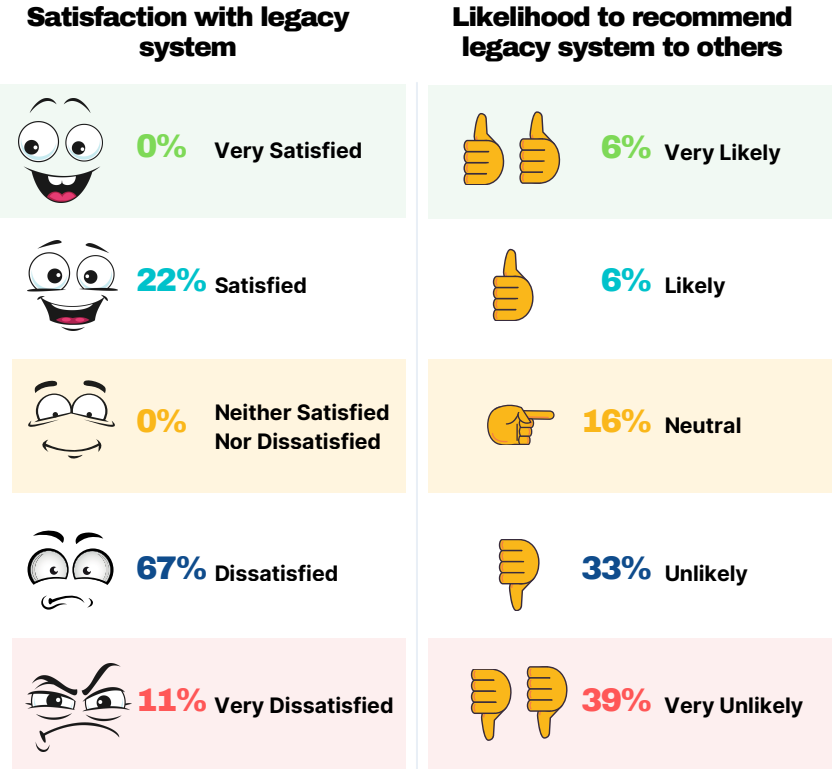 Satisfaction with legacy
system
0% Very Satisfied
22% Satisfied
0% Neither Satisfied
Nor Dissatisfied
67% Dissatisfied
11% Very Dissatisfied
Likelihood to recommend
legacy system to others
6% Very Likely
6% Likely
16% Neutral
33% Unlikely
39% Very Unlikely